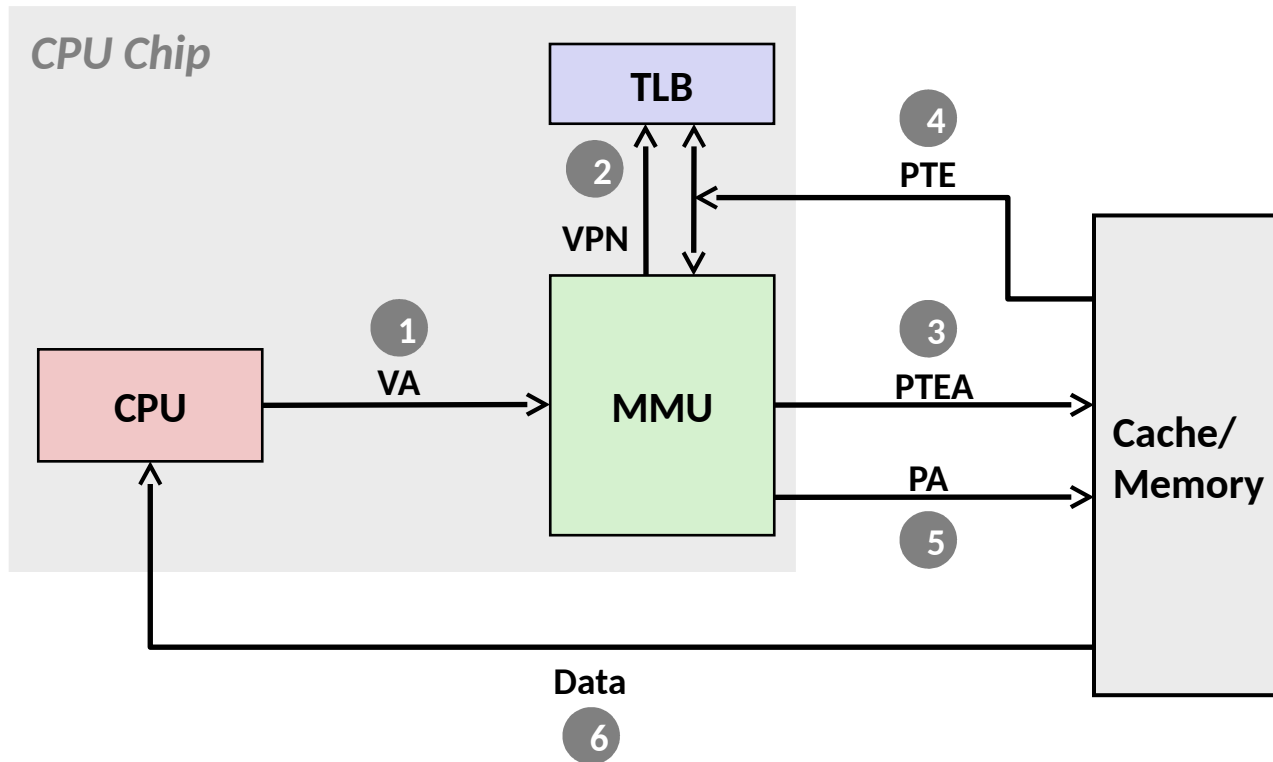 CPU Chip
TLB
4
PTE
2
VPN
1
VA
3
PTEA
CPU
MMU
Cache/
Memory
PA
5
Data
6